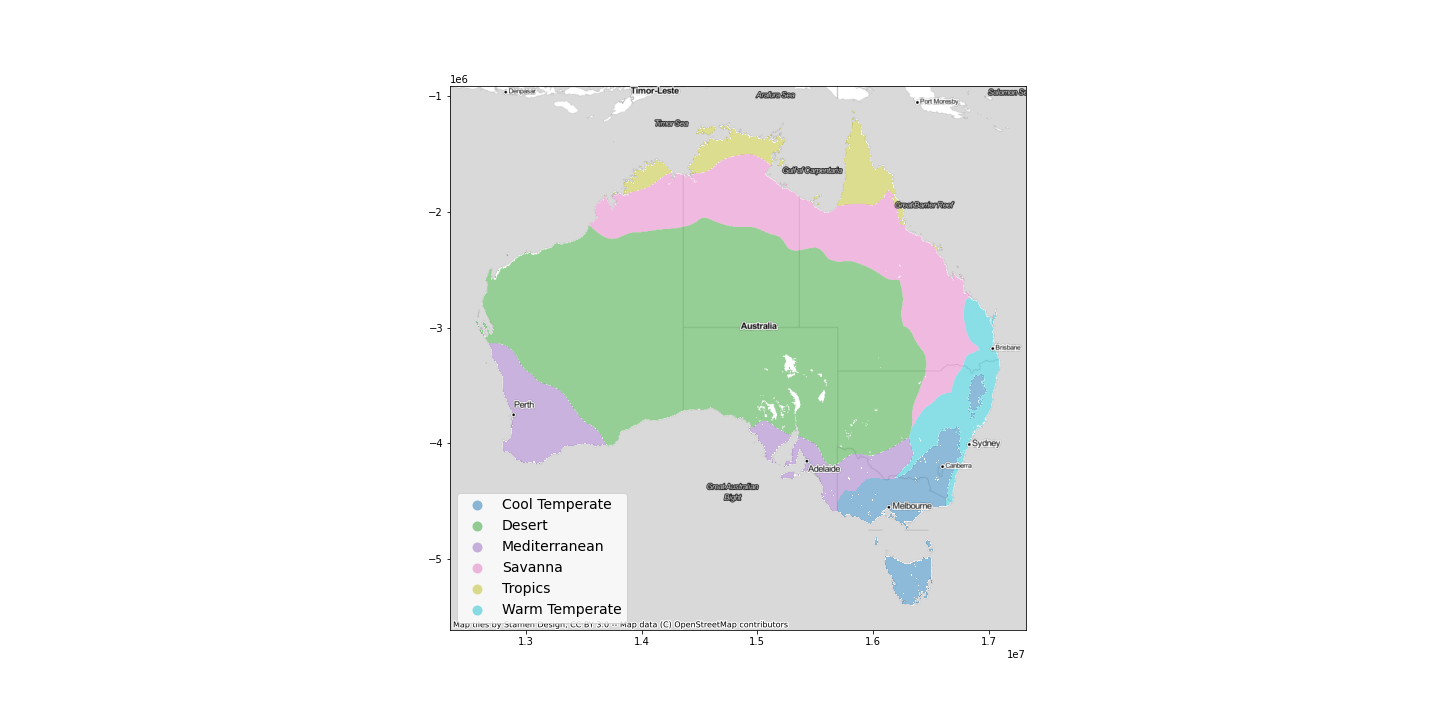 1e6
Denpasar
Timor-Leste
Arafura Sea
Solomon Se
−1
Port Moresby
Timor Sea
Gulf of Carpentaria
Great Barrier Reef
−2
−3
Australia
Brisbane
Perth
−4
Sydney
Canberra
Adelaide
Great Australian
Bight
Melbourne
Cool Temperate
Desert
Mediterranean
−5
Savanna
Tropics
Warm Temperate
Map tiles by Stamen Design, CC BY 3.0 -- Map data (C) OpenStreetMap contributors
1.3
1.4
1.5
1.6
1.7
1e7